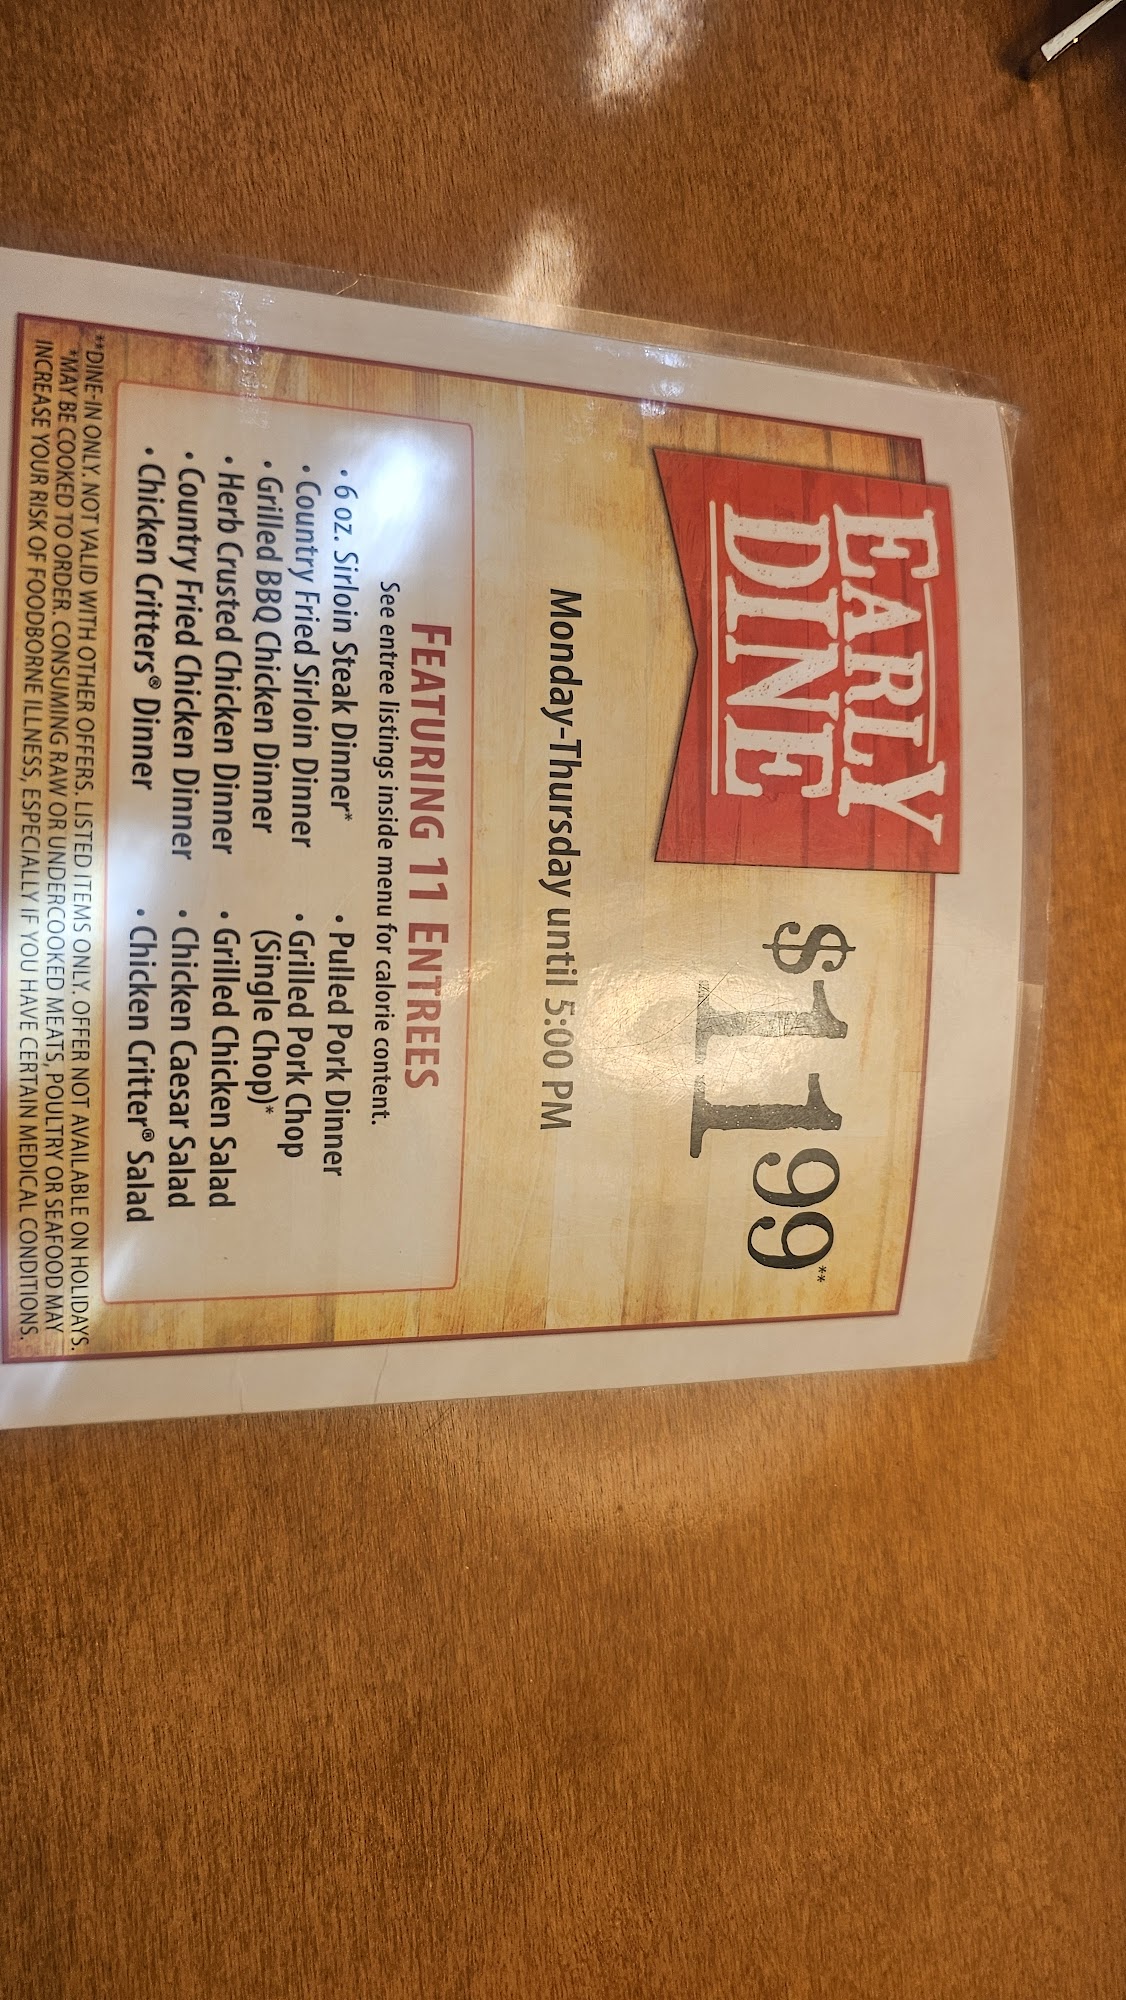 EARLY
DINE
$11 99**
Monday-Thursday until 5:00 PM
FEATURING 11 ENTREES
See entree listings inside menu for calorie content.
• 6 oz. Sirloin Steak Dinner*
• Country Fried Sirloin Dinner
• Grilled BBQ Chicken Dinner
• Herb Crusted Chicken Dinner
• Country Fried Chicken Dinner
• Chicken Critters® Dinner
• Pulled Pork Dinner
• Grilled Pork Chop
(Single Chop)*
• Grilled Chicken Salad
• Chicken Caesar Salad
• Chicken Critter® Salad
**DINE-IN ONLY. NOT VALID WITH OTHER OFFERS. LISTED ITEMS ONLY. OFFER NOT AVAILABLE ON HOLIDAYS.
*MAY BE COOKED TO ORDER. CONSUMING RAW OR UNDERCOOKED MEATS, POULTRY OR SEAFOOD MAY
INCREASE YOUR RISK OF FOODBORNE ILLNESS, ESPECIALLY IF YOU HAVE CERTAIN MEDICAL CONDITIONS.